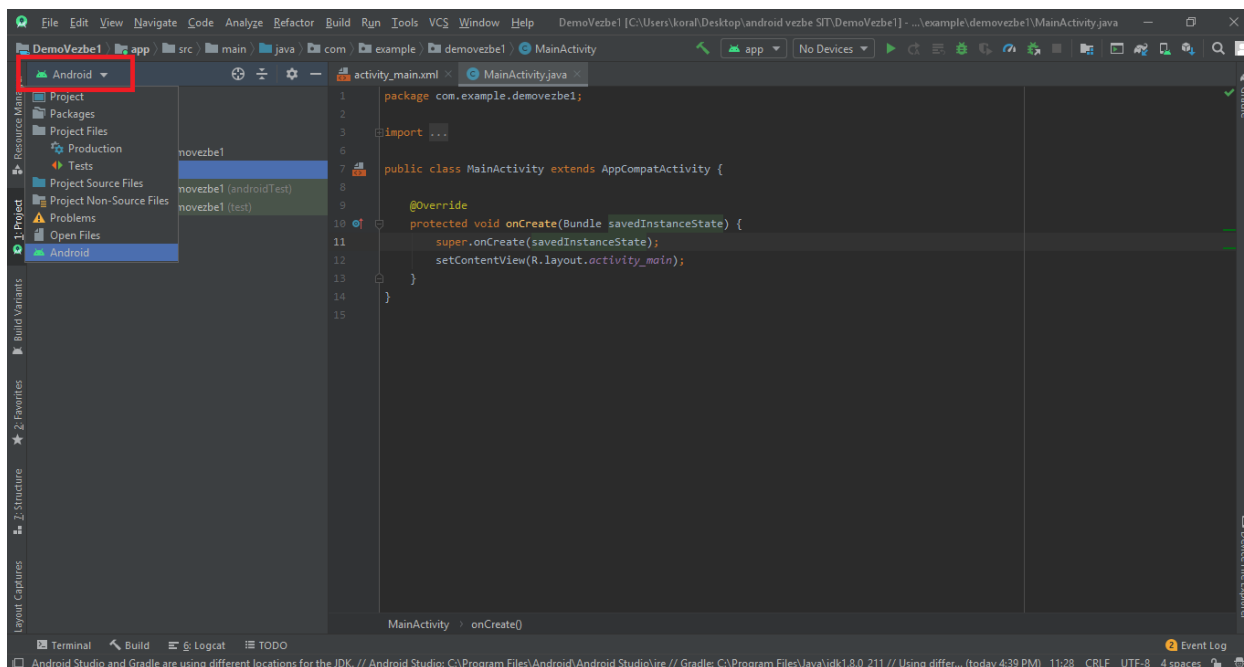 File Edit View Navigate Code Analyze Refactor Build Run Tools VCS Window Help DemoVezbe1 [C:\Users\koral\Desktop\android vezbe SIT\DemoVezbe1] - ...\example\demovezbe1\MainActivity.java
DemoVezbe1 app src main java com example demovezbe1 MainActivity app No Devices
Android activity_main.xml MainActivity.java
Project
Packages
Project Files
Production
Tests
Project Source Files
Project Non-Source Files
Problems
Open Files
Android
novezbe1
novezbe1 (androidTest)
novezbe1 (test)
1 package com.example.demovezbe1;
2
3 import ...
6
7 public class MainActivity extends AppCompatActivity {
8
9 @Override
10 protected void onCreate(Bundle savedInstanceState) {
11 super.onCreate(savedInstanceState);
12 setContentView(R.layout.activity_main);
13 }
14 }
15
Resource Mana
1: Project
Build Variants
2: Favorites
7: Structure
Layout Captures
MainActivity onCreate()
Terminal Build 6: Logcat TODO 2 Event Log
Android Studio and Gradle are using different locations for the JDK. // Android Studio: C:\Program Files\Android\Android Studio\jre // Gradle: C:\Program Files\Java\jdk1.8.0_211 // Using differ... (today 4:39 PM) 11:28 CRLF UTF-8 4 spaces